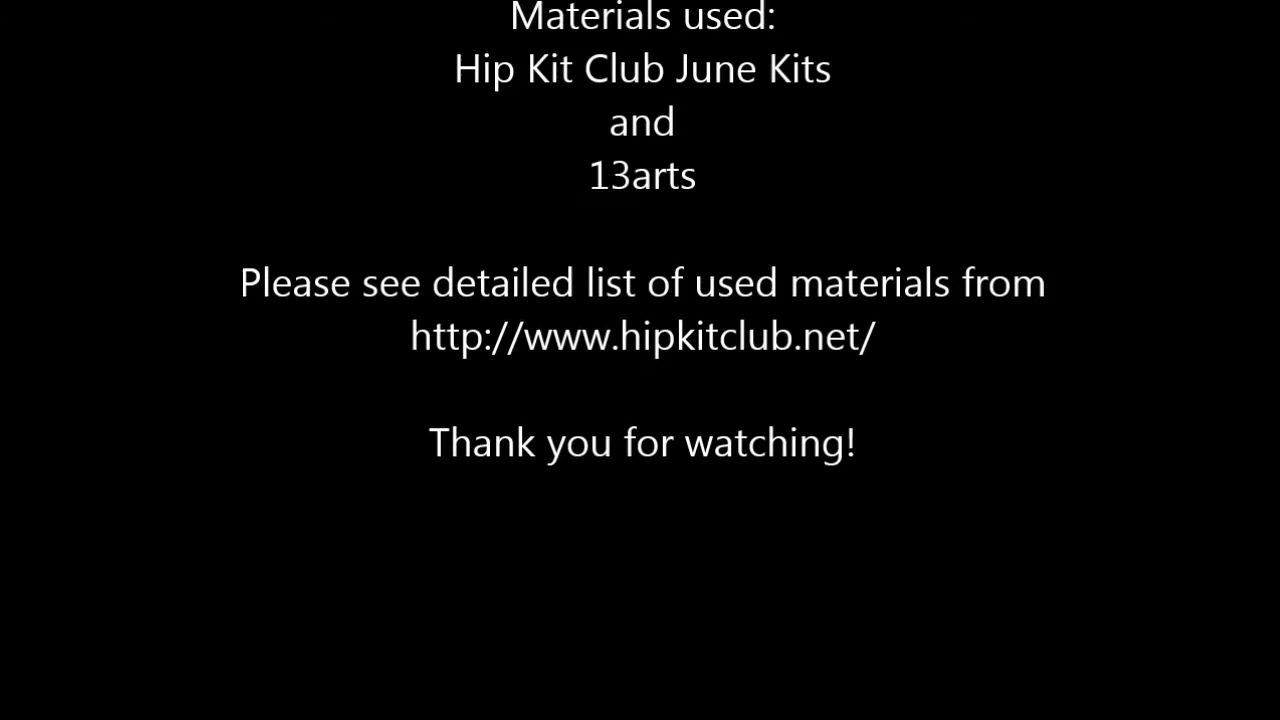 Materials used:
Hip Kit Club June Kits
and
13arts
Please see detailed list of used materials from
http://www.hipkitclub.net/
Thank you for watching!